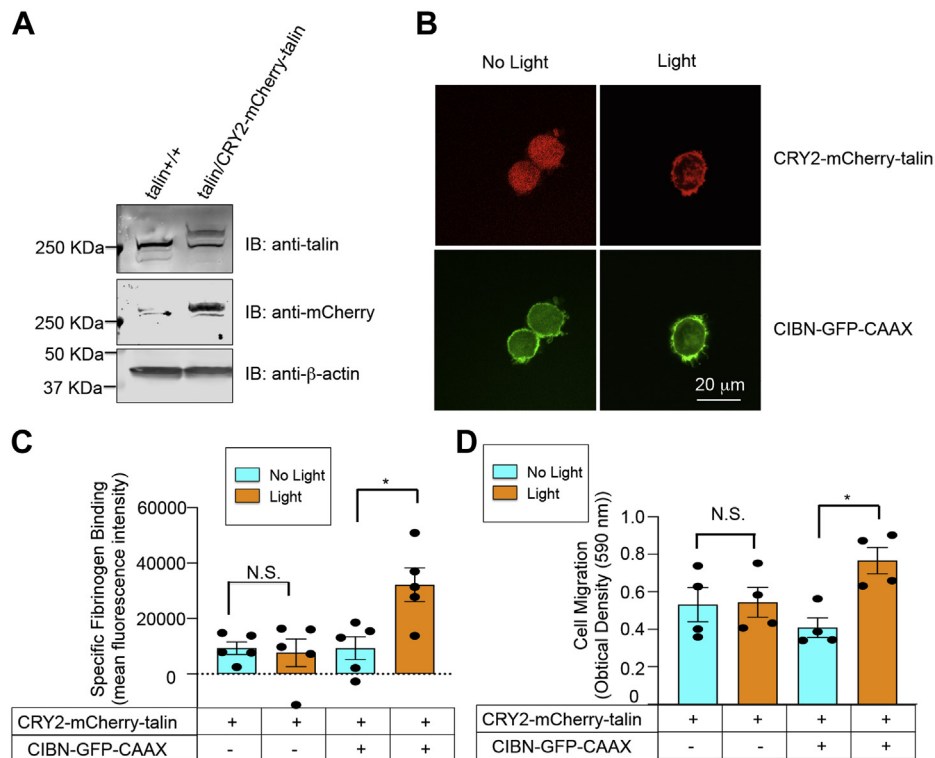 A
talin+/+
talin/CRY2-mCherry-talin
250 KDa
IB: anti-talin
250 KDa
IB: anti-mCherry
50 KDa
IB: anti-β-actin
37 KDa
B
No Light
Light
CRY2-mCherry-talin
CIBN-GFP-CAAX
20 μm
C
No Light
Light
Specific Fibrinogen Binding
(mean fluorescence intensity)
60000
40000
20000
0
N.S.
*
CRY2-mCherry-talin + + + +
CIBN-GFP-CAAX - - + +
D
No Light
Light
Cell Migration
(Obtical Density (590 nm))
1.0
0.8
0.6
0.4
0.2
0
N.S.
*
CRY2-mCherry-talin + + + +
CIBN-GFP-CAAX - - + +